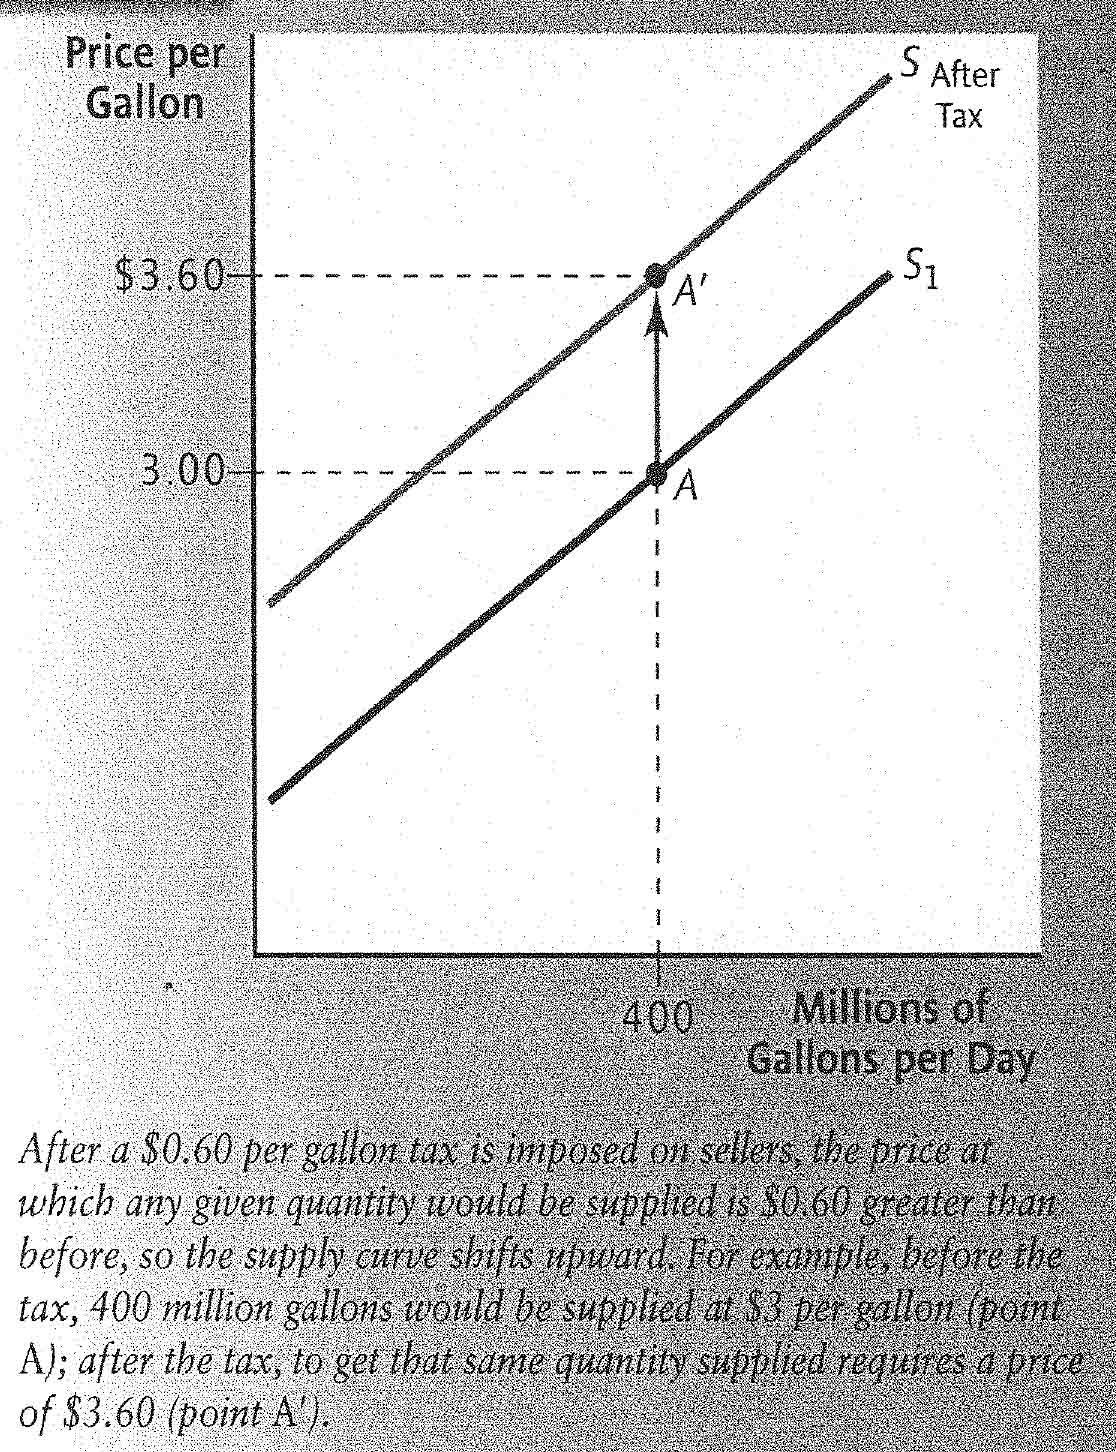 Price per
Gallon
S After
Tax
$3.60
A'
S1
3.00
A
400
Millions of
Gallons per Day
After a $0.60 per gallon tax is imposed on sellers, the price at
which any given quantity would be supplied is $0.60 greater than
before, so the supply curve shifts upward. For example, before the
tax, 400 million gallons would be supplied at $3 per gallon (point
A); after the tax, to get that same quantity supplied requires a price
of $3.60 (point A').